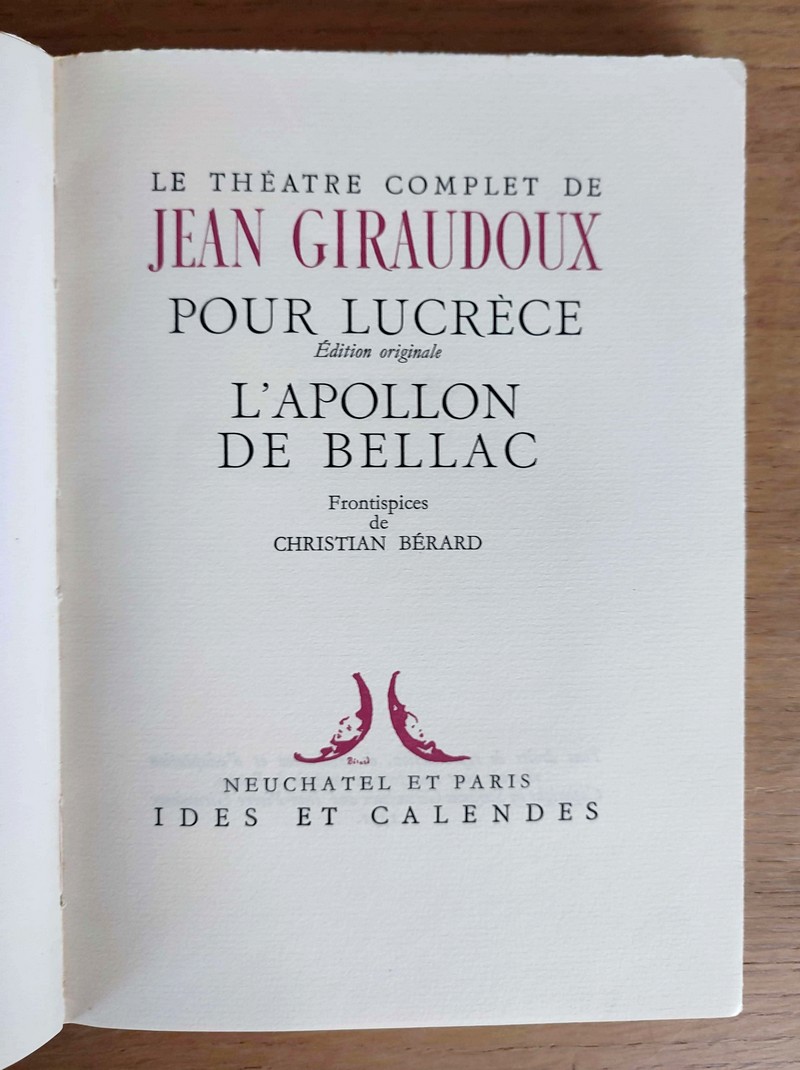 LE THÉATRE COMPLET DE
JEAN GIRAUDOUX
POUR LUCRÈCE
Édition originale
L'APOLLON
DE BELLAC
Frontispices
de
CHRISTIAN BÉRARD
NEUCHATEL ET PARIS
IDES ET CALENDES